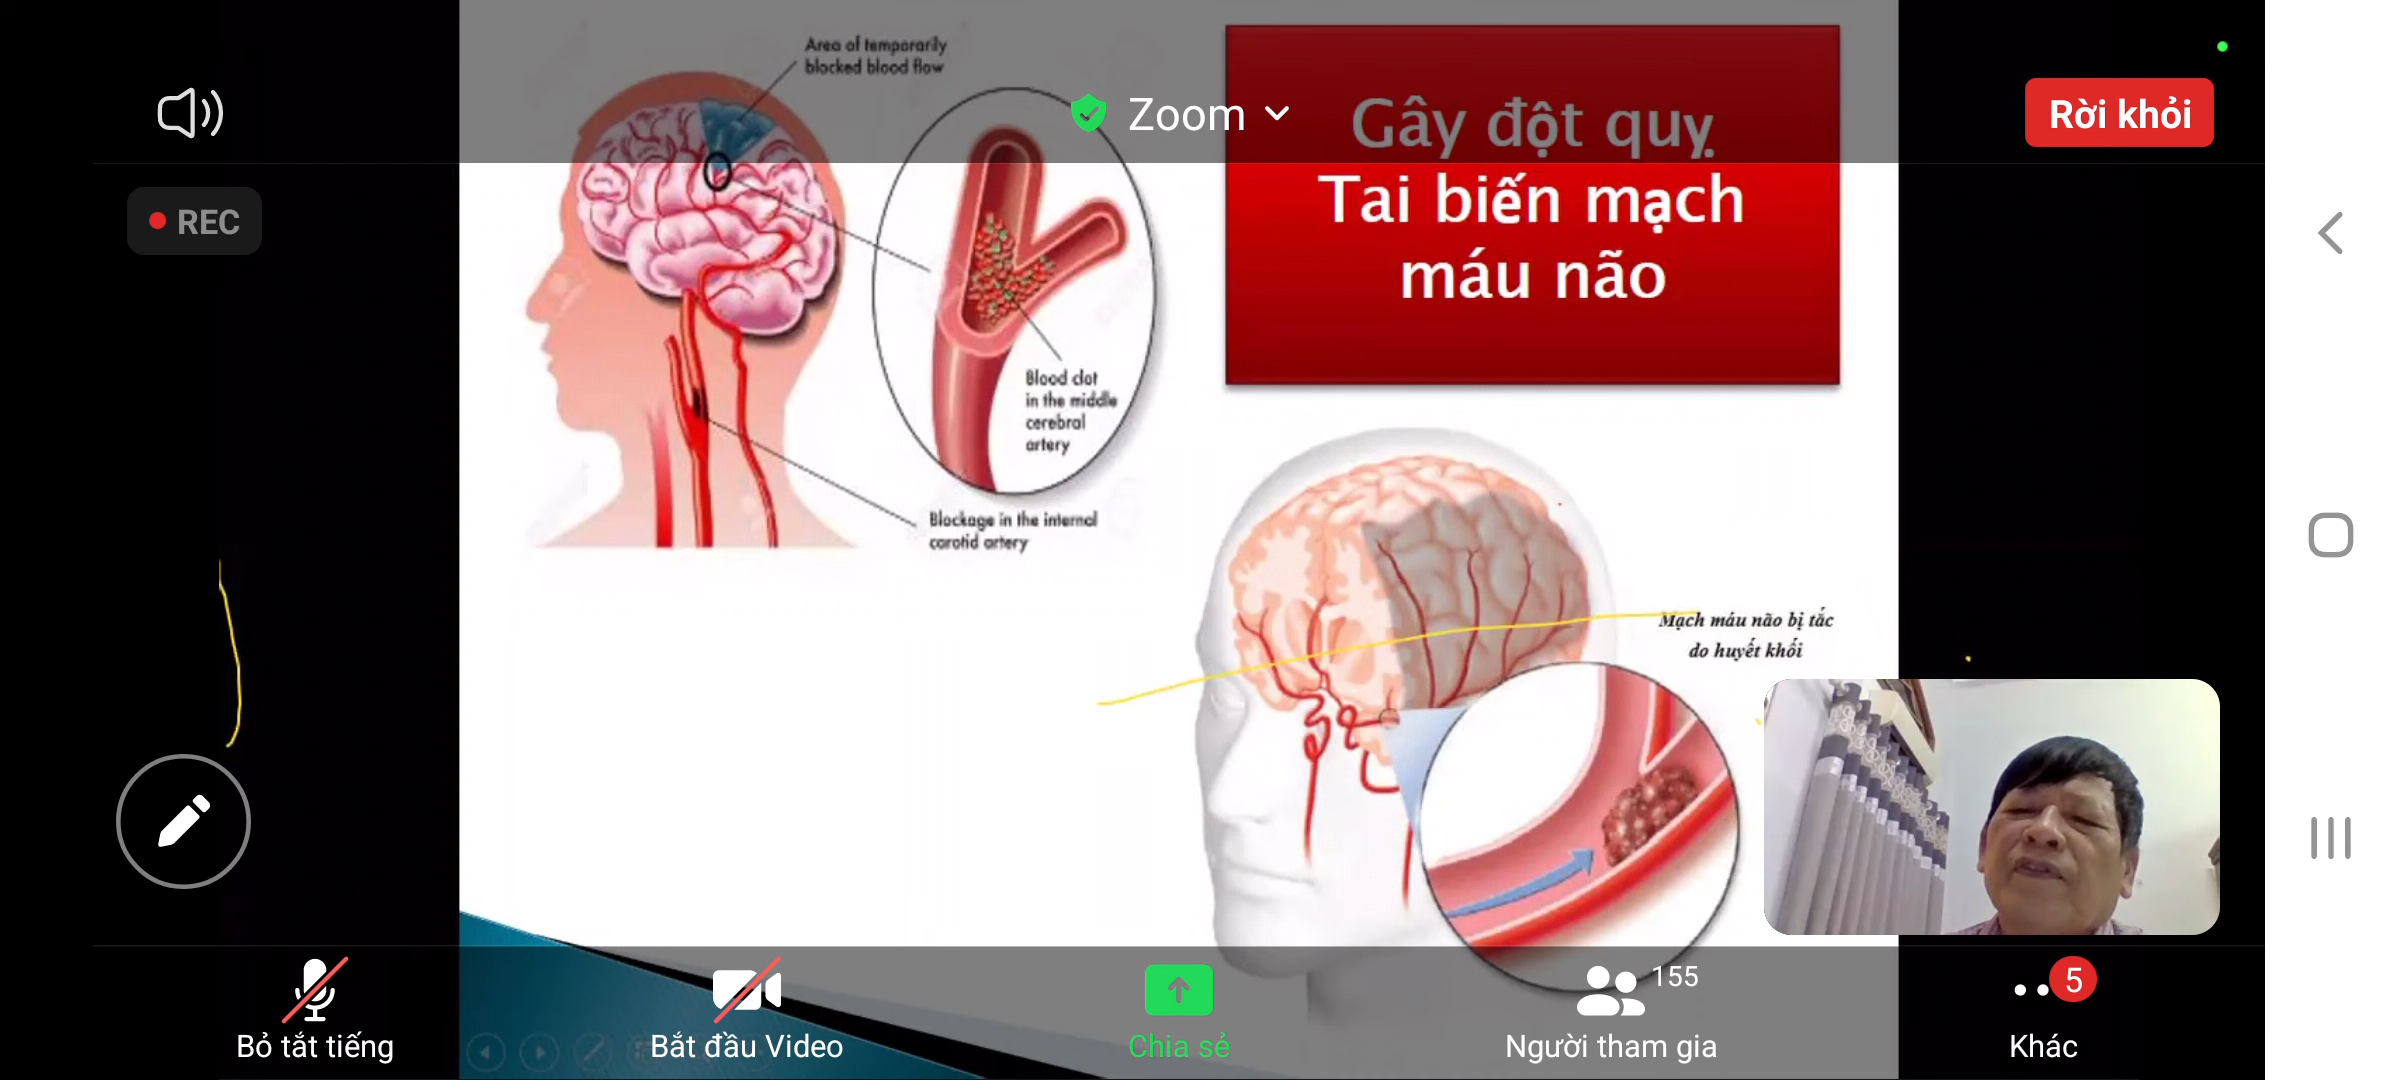 Area of temporarily
blocked blood flow
Zoom
Rời khỏi
REC
Gây đột quỵ
Tai biến mạch
máu não
Blood clot
in the middle
cerebral
artery
Blockage in the internal
carotid artery
Mạch máu não bị tắc
do huyết khối
Bỏ tắt tiếng
Bắt đầu Video
Chia sẻ
155
Người tham gia
5
Khác